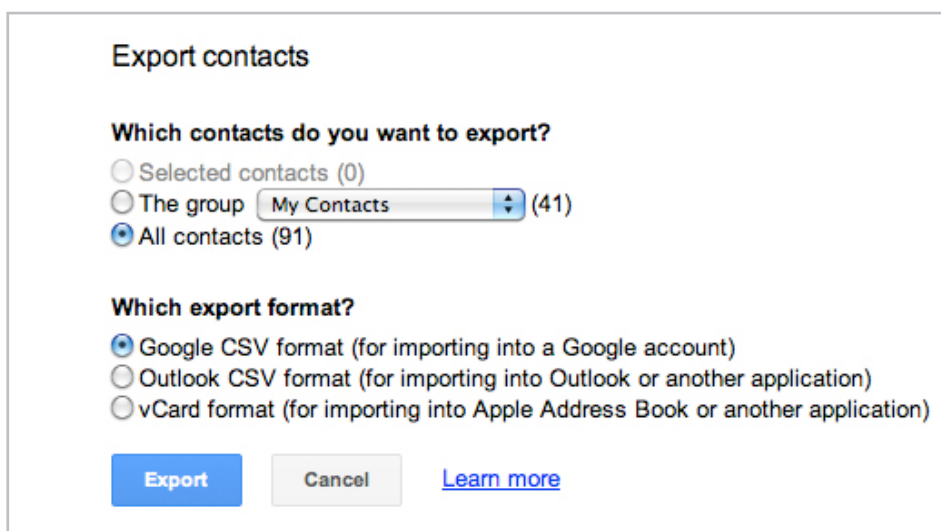 Export contacts
Which contacts do you want to export?
Selected contacts (0)
The group My Contacts (41)
All contacts (91)
Which export format?
Google CSV format (for importing into a Google account)
Outlook CSV format (for importing into Outlook or another application)
vCard format (for importing into Apple Address Book or another application)
Export Cancel Learn more